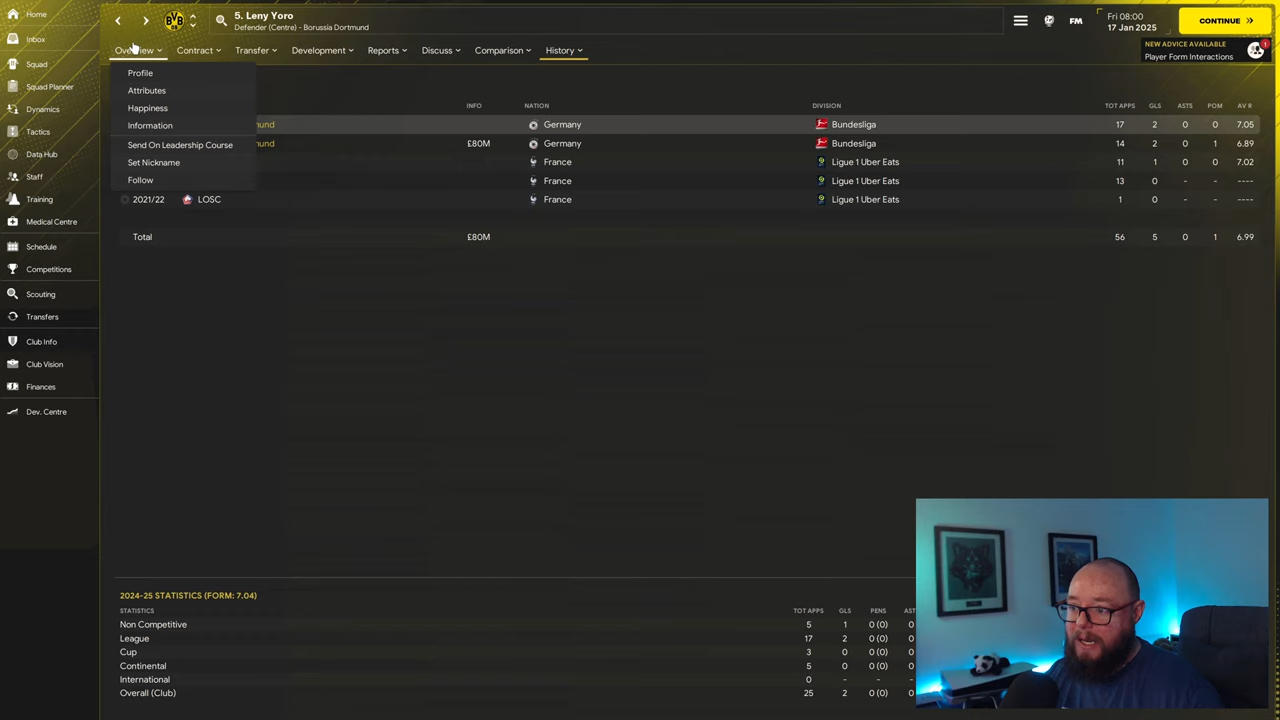 Home
Inbox
Squad
Squad Planner
Dynamics
Tactics
Data Hub
Staff
Training
Medical Centre
Schedule
Competitions
Scouting
Transfers
Club Info
Club Vision
Finances
Dev. Centre
BVB 09
5. Leny Yoro
Defender (Centre) - Borussia Dortmund
FM
Fri 08:00
17 Jan 2025
CONTINUE
NEW ADVICE AVAILABLE
Player Form Interactions
1
Contract Transfer Development Reports Discuss Comparison History
Profile
Attributes
Happiness
Information
Send On Leadership Course
Set Nickname
Follow
INFO NATION DIVISION TOT APPS GLS ASTS POM AV R
mund Germany Bundesliga 17 2 0 0 7.05
mund £80M Germany Bundesliga 14 2 0 1 6.89
France Ligue 1 Uber Eats 11 1 0 0 7.02
France Ligue 1 Uber Eats 13 0 - - ----
2021/22 LOSC France Ligue 1 Uber Eats 1 0 - - ----
Total £80M 56 5 0 1 6.99
2024-25 STATISTICS (FORM: 7.04)
STATISTICS TOT APPS GLS PENS AST
Non Competitive 5 1 0 (0) 0
League 17 2 0 (0) 0
Cup 3 0 0 (0) 0
Continental 5 0 0 (0) 0
International 0 - - -
Overall (Club) 25 2 0 (0) 0